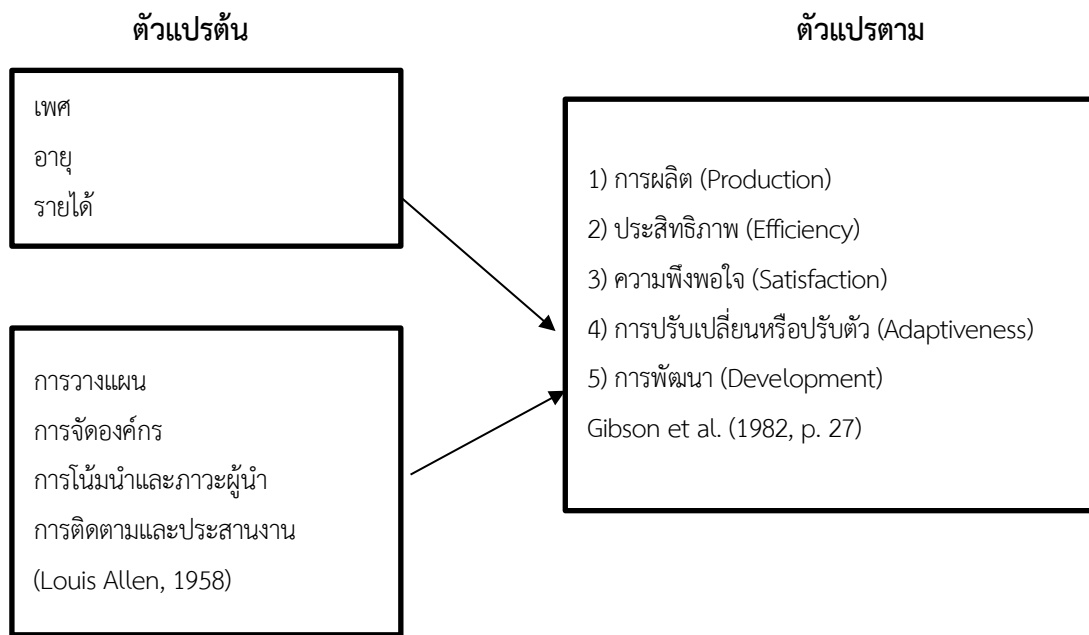 ตัวแปรต้น
ตัวแปรตาม
เพศ
อายุ
รายได้
การวางแผน
การจัดองค์กร
การโน้มนำและภาวะผู้นำ
การติดตามและประสานงาน
(Louis Allen, 1958)
1) การผลิต (Production)
2) ประสิทธิภาพ (Efficiency)
3) ความพึงพอใจ (Satisfaction)
4) การปรับเปลี่ยนหรือปรับตัว (Adaptiveness)
5) การพัฒนา (Development)
Gibson et al. (1982, p. 27)